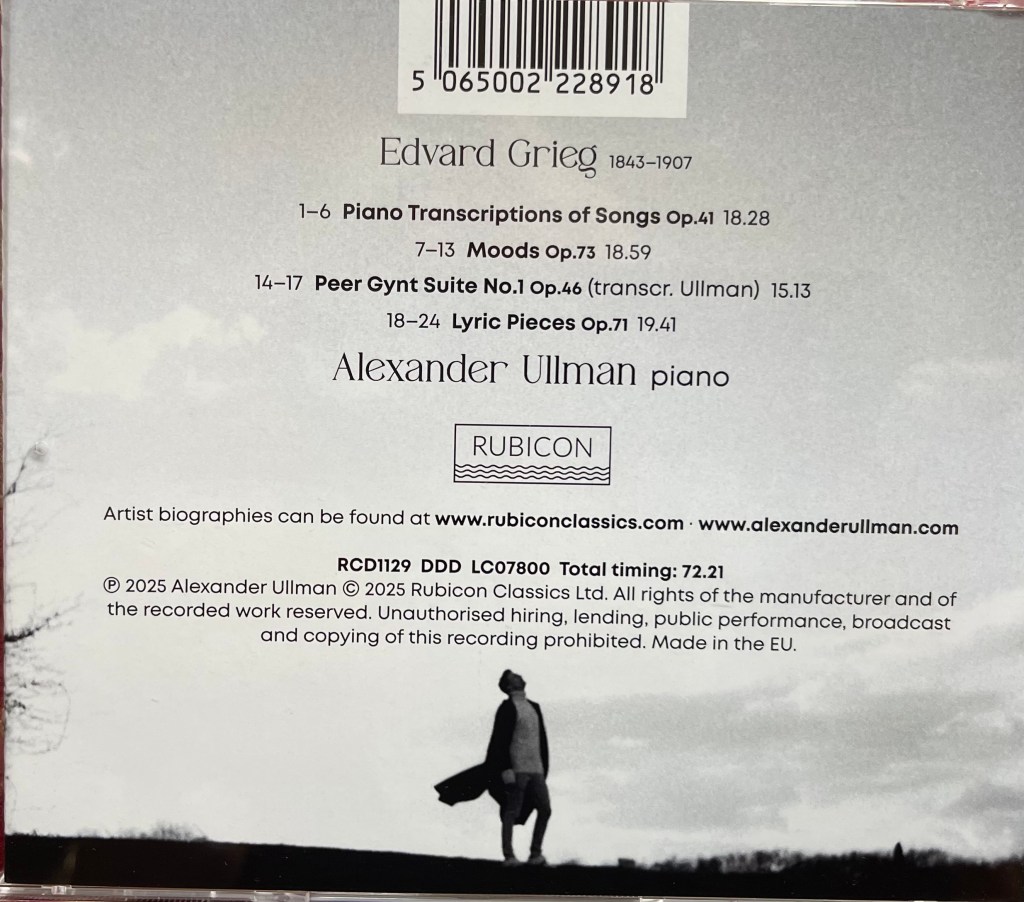 5 065002 228918
Edvard Grieg 1843–1907
1–6 Piano Transcriptions of Songs Op.41 18.28
7–13 Moods Op.73 18.59
14–17 Peer Gynt Suite No.1 Op.46 (transcr. Ullman) 15.13
18–24 Lyric Pieces Op.71 19.41
Alexander Ullman piano
RUBICON
Artist biographies can be found at www.rubiconclassics.com · www.alexanderullman.com
RCD1129 DDD LC07800 Total timing: 72.21
℗ 2025 Alexander Ullman © 2025 Rubicon Classics Ltd. All rights of the manufacturer and of
the recorded work reserved. Unauthorised hiring, lending, public performance, broadcast
and copying of this recording prohibited. Made in the EU.